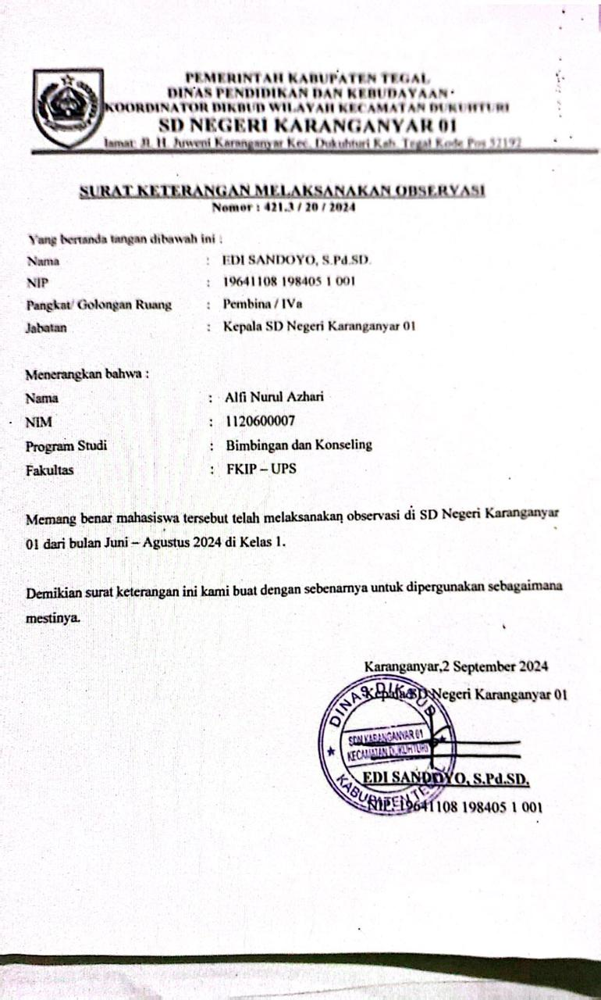 PEMERINTAH KABUPATEN TEGAL
DINAS PENDIDIKAN DAN KEBUDAYAAN
KOORDINATOR DIKBUD WILAYAH KECAMATAN DUKUHTURI
SD NEGERI KARANGANYAR 01
lamat: Jl. H. Juweni Karanganyar Kec. Dukuhturi Kab. Tegal Kode Pos 52192
SURAT KETERANGAN MELAKSANAKAN OBSERVASI
Nomor : 421.3 / 20 / 2024
Yang bertanda tangan dibawah ini :
Nama : EDI SANDOYO, S.Pd.SD.
NIP : 19641108 198405 1 001
Pangkat/ Golongan Ruang : Pembina / IVa
Jabatan : Kepala SD Negeri Karanganyar 01
Menerangkan bahwa :
Nama : Alfi Nurul Azhari
NIM : 1120600007
Program Studi : Bimbingan dan Konseling
Fakultas : FKIP – UPS
Memang benar mahasiswa tersebut telah melaksanakan observasi di SD Negeri Karanganyar
01 dari bulan Juni – Agustus 2024 di Kelas 1.
Demikian surat keterangan ini kami buat dengan sebenarnya untuk dipergunakan sebagaimana
mestinya.
Karanganyar,2 September 2024
Kepala SD Negeri Karanganyar 01
DINAS DIKBUD
SDN KARANGANYAR 01
KECAMATAN DUKUHTURI
KABUPATEN TEGAL
EDI SANDOYO, S.Pd.SD.
NIP. 19641108 198405 1 001